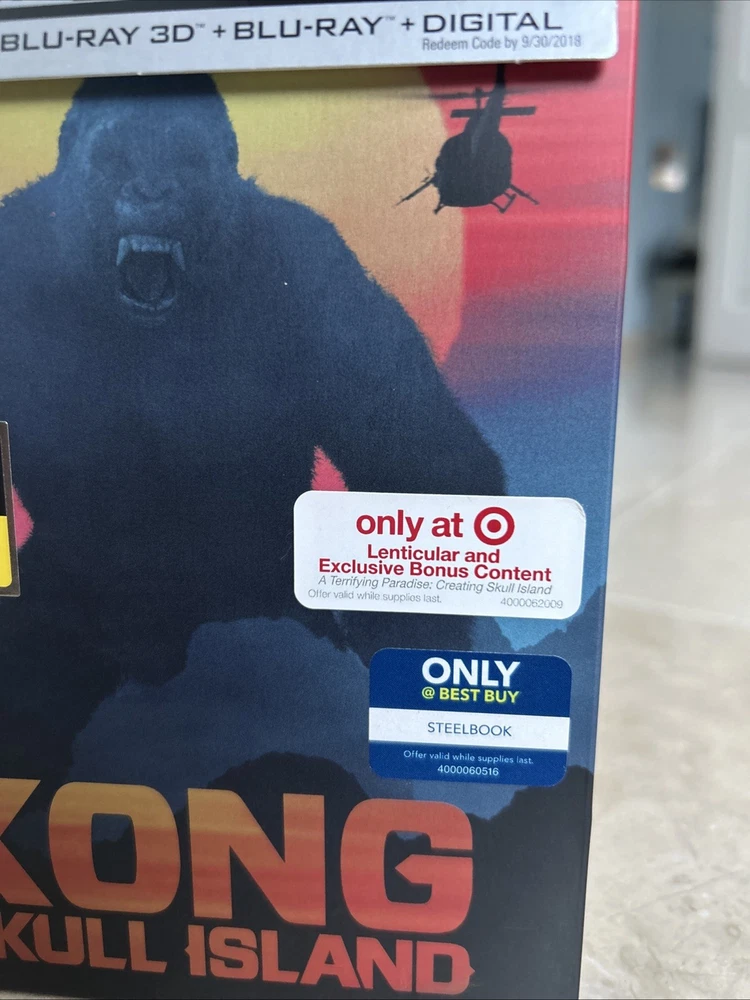 BLU-RAY 3D™ + BLU-RAY™ + DIGITAL
Redeem Code by 9/30/2018
only at
Lenticular and
Exclusive Bonus Content
A Terrifying Paradise: Creating Skull Island
Offer valid while supplies last. 4000062009
ONLY
@ BEST BUY
STEELBOOK
Offer valid while supplies last.
4000060516
KONG
SKULL ISLAND